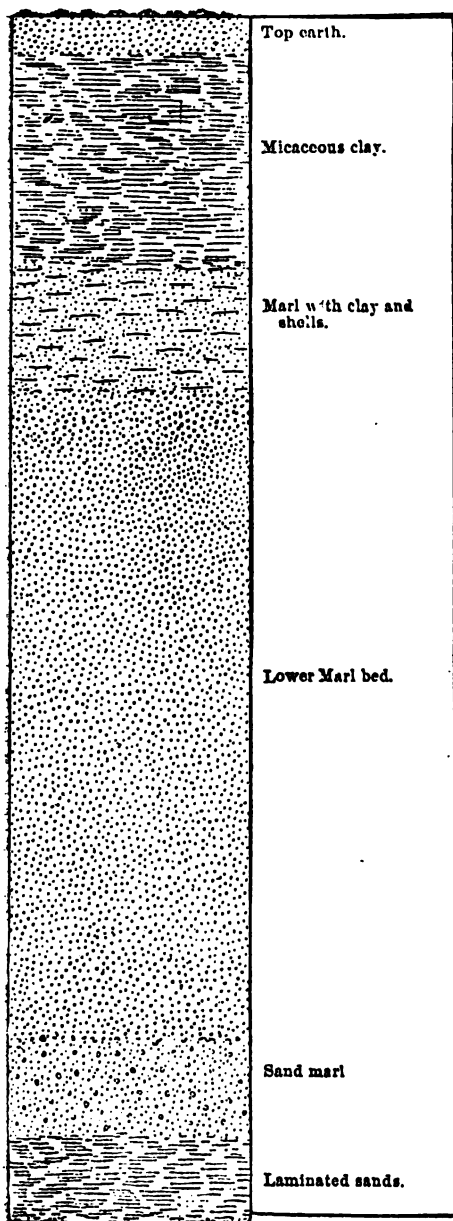 Top earth.
Micaceous clay.
Marl with clay and
shells.
Lower Marl bed.
Sand marl
Laminated sands.